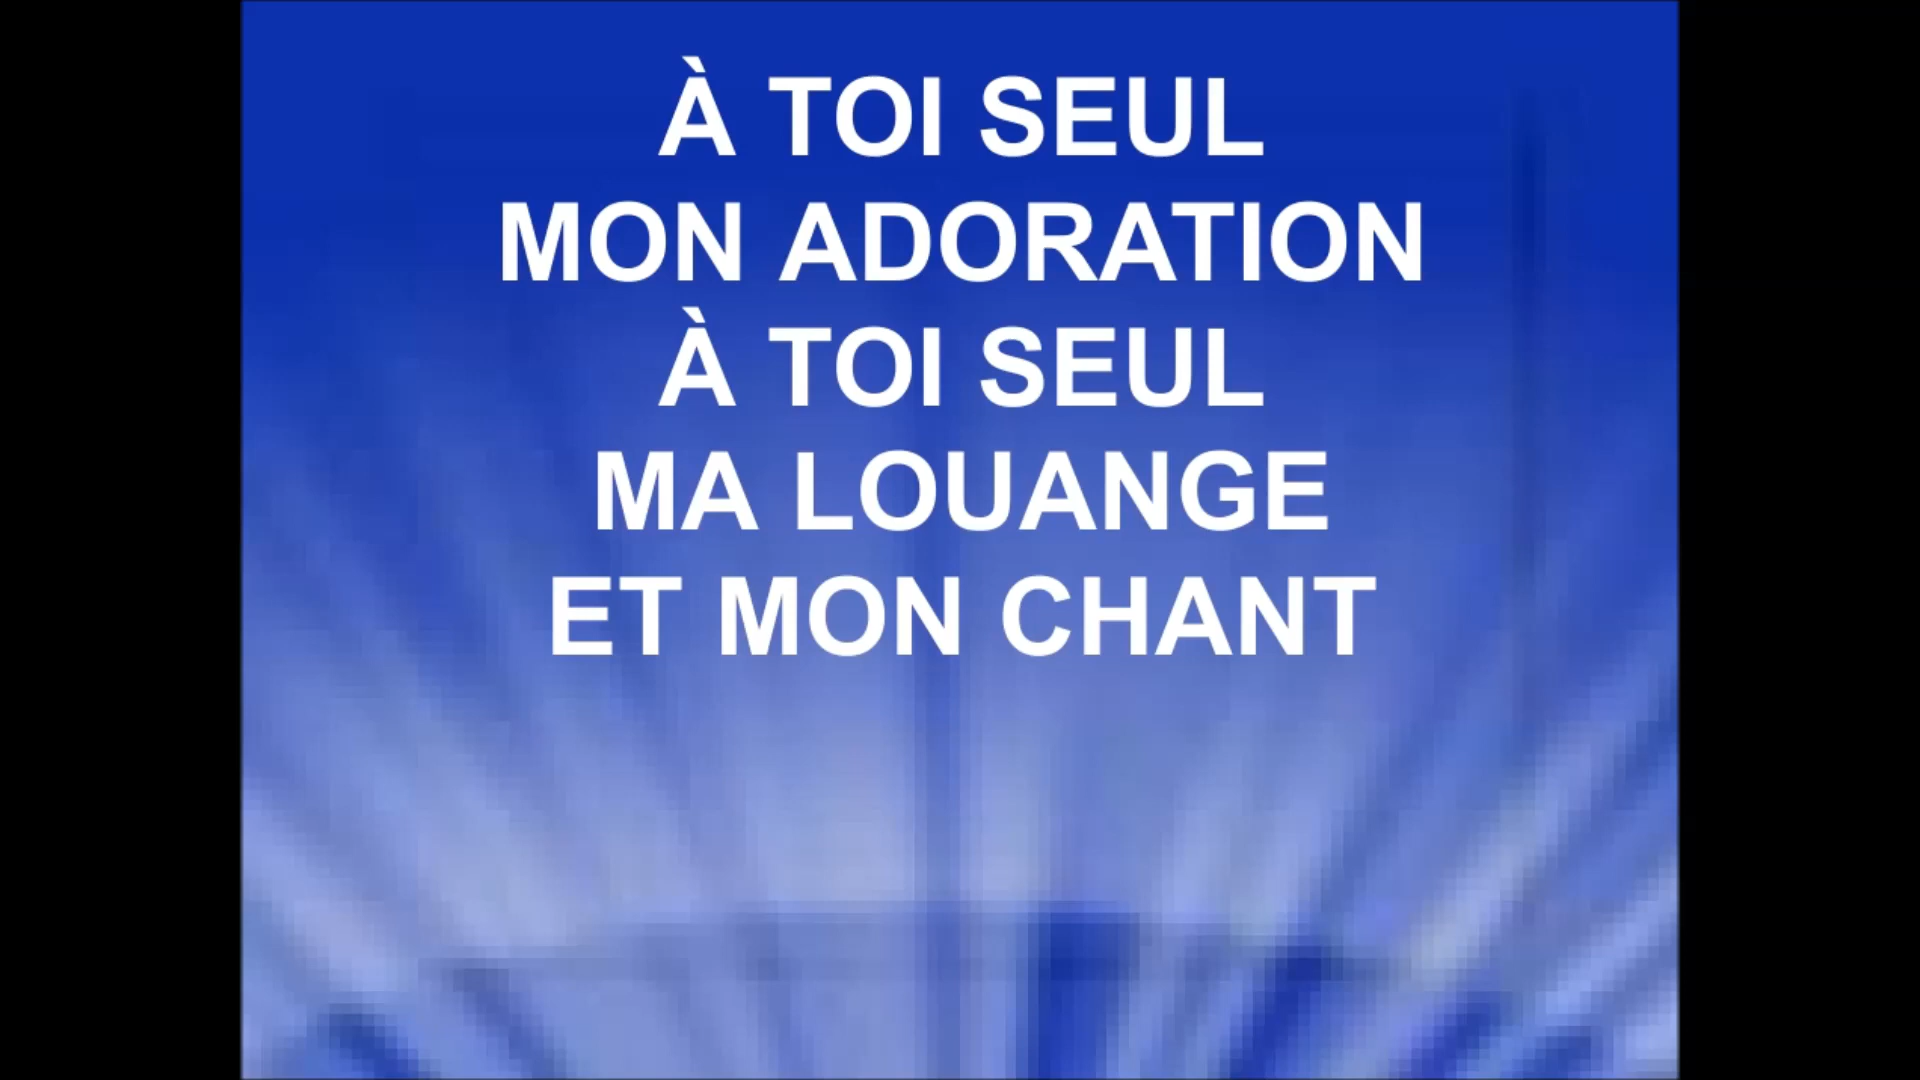 À TOI SEUL
MON ADORATION
À TOI SEUL
MA LOUANGE
ET MON CHANT